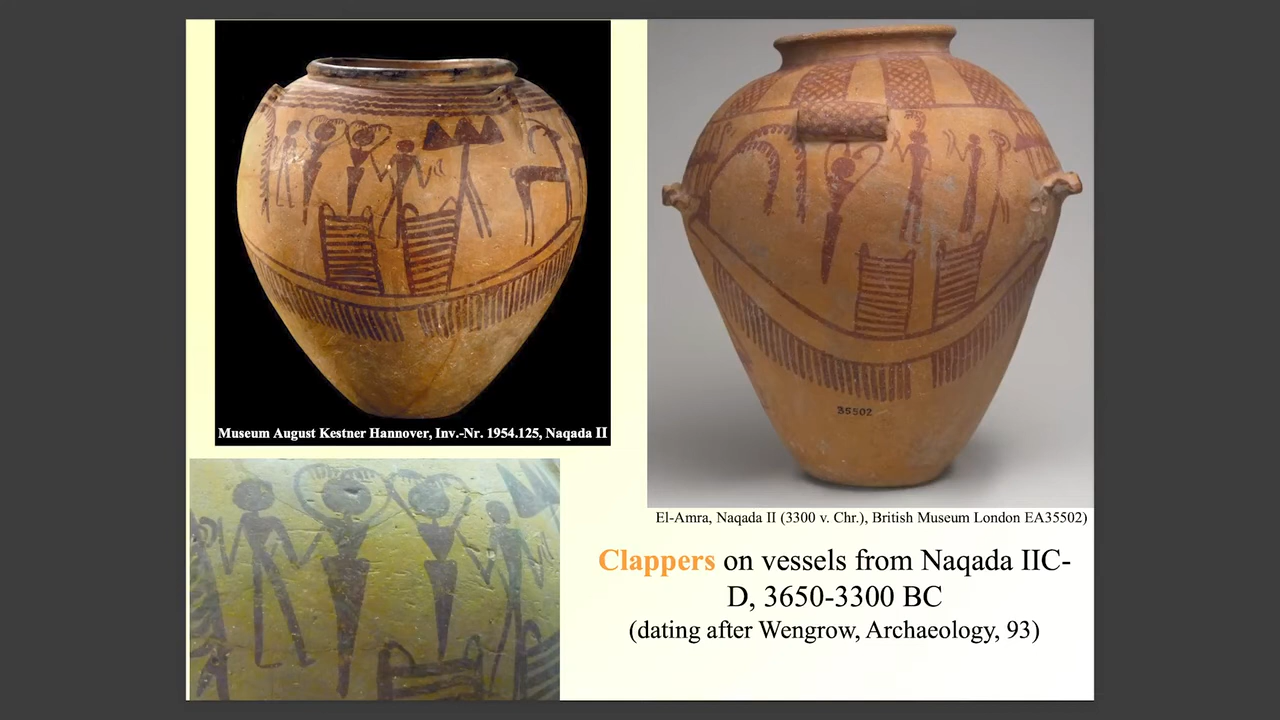 Museum August Kestner Hannover, Inv.-Nr. 1954.125, Naqada II
35502
El-Amra, Naqada II (3300 v. Chr.), British Museum London EA35502)
Clappers on vessels from Naqada IIC-
D, 3650-3300 BC
(dating after Wengrow, Archaeology, 93)